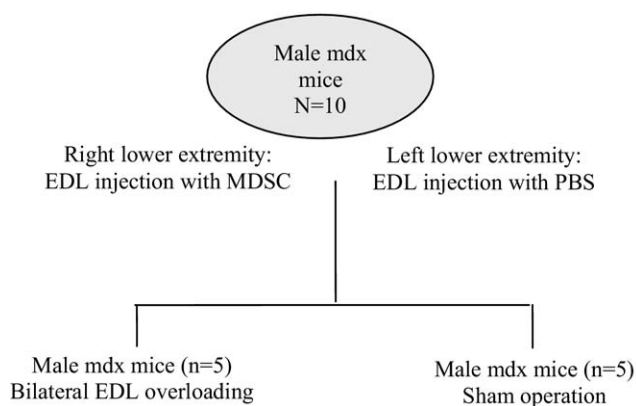 Male mdx
mice
N=10
Right lower extremity:
EDL injection with MDSC
Left lower extremity:
EDL injection with PBS
Male mdx mice (n=5)
Bilateral EDL overloading
Male mdx mice (n=5)
Sham operation